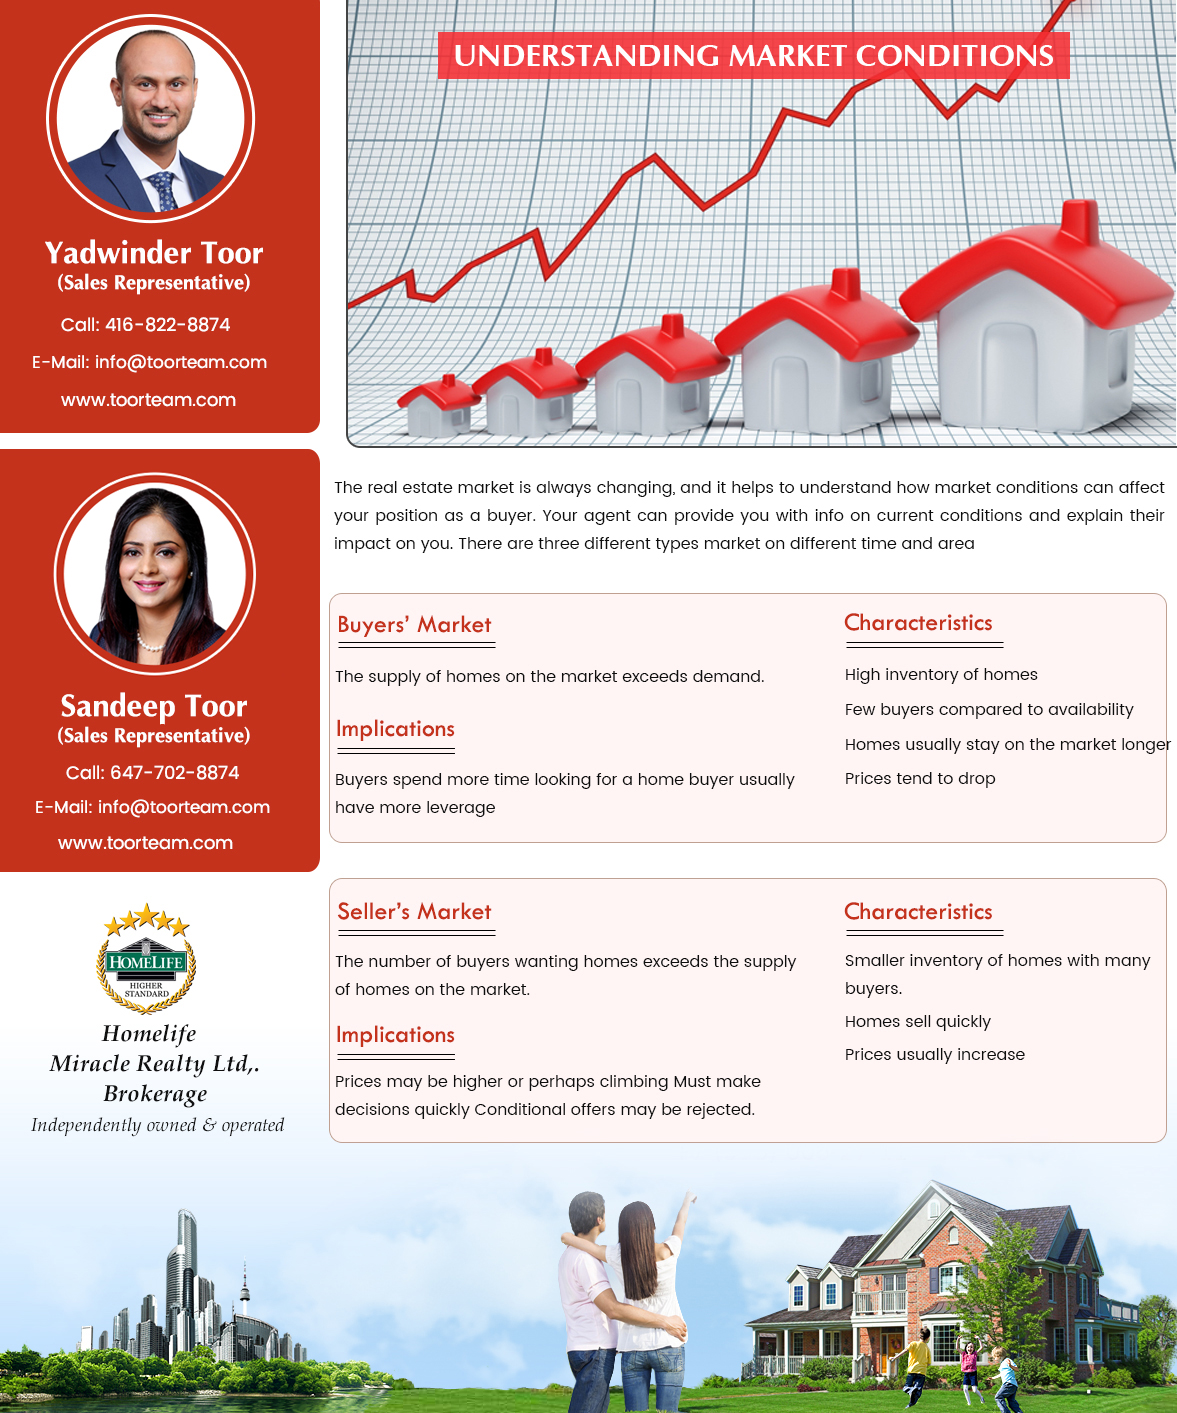 Yadwinder Toor
(Sales Representative)
Call: 416-822-8874
E-Mail: info@toorteam.com
www.toorteam.com
Sandeep Toor
(Sales Representative)
Call: 647-702-8874
E-Mail: info@toorteam.com
www.toorteam.com
HOMELIFE
HIGHER
STANDARD
Homelife
Miracle Realty Ltd,.
Brokerage
Independently owned & operated
UNDERSTANDING MARKET CONDITIONS
The real estate market is always changing, and it helps to understand how market conditions can affect
your position as a buyer. Your agent can provide you with info on current conditions and explain their
impact on you. There are three different types market on different time and area
Buyers' Market
The supply of homes on the market exceeds demand.
Implications
Buyers spend more time looking for a home buyer usually
have more leverage
Characteristics
High inventory of homes
Few buyers compared to availability
Homes usually stay on the market longer
Prices tend to drop
Seller's Market
The number of buyers wanting homes exceeds the supply
of homes on the market.
Implications
Prices may be higher or perhaps climbing Must make
decisions quickly Conditional offers may be rejected.
Characteristics
Smaller inventory of homes with many
buyers.
Homes sell quickly
Prices usually increase